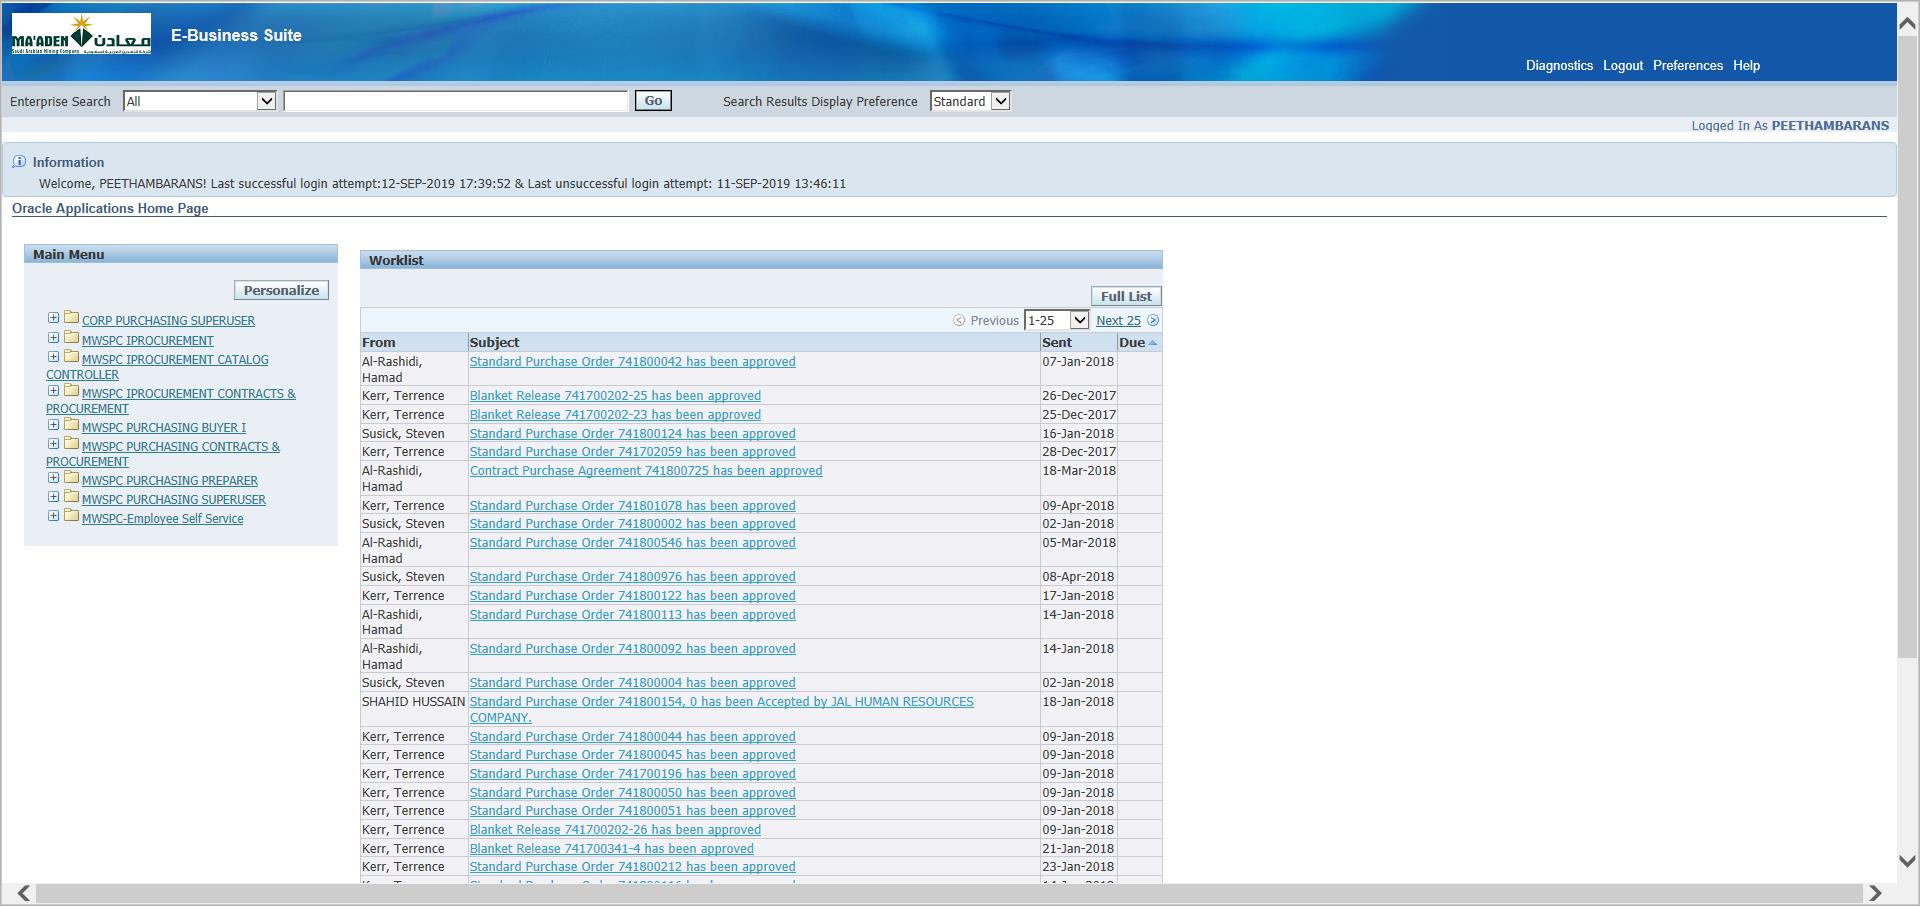 MA'ADEN معادن
Saudi Arabian Mining Company
E-Business Suite
Diagnostics Logout Preferences Help
Enterprise Search All Go Search Results Display Preference Standard
Logged In As PEETHAMBARANS
Information
Welcome, PEETHAMBARANS! Last successful login attempt:12-SEP-2019 17:39:52 & Last unsuccessful login attempt: 11-SEP-2019 13:46:11
Oracle Applications Home Page
Main Menu
Personalize
CORP PURCHASING SUPERUSER
MWSPC IPROCUREMENT
MWSPC IPROCUREMENT CATALOG
CONTROLLER
MWSPC IPROCUREMENT CONTRACTS &
PROCUREMENT
MWSPC PURCHASING BUYER I
MWSPC PURCHASING CONTRACTS &
PROCUREMENT
MWSPC PURCHASING PREPARER
MWSPC PURCHASING SUPERUSER
MWSPC-Employee Self Service
Worklist
Full List
Previous 1-25 Next 25
From Subject Sent Due
Al-Rashidi, Standard Purchase Order 741800042 has been approved 07-Jan-2018
Hamad
Kerr, Terrence Blanket Release 741700202-25 has been approved 26-Dec-2017
Kerr, Terrence Blanket Release 741700202-23 has been approved 25-Dec-2017
Susick, Steven Standard Purchase Order 741800124 has been approved 16-Jan-2018
Kerr, Terrence Standard Purchase Order 741702059 has been approved 28-Dec-2017
Al-Rashidi, Contract Purchase Agreement 741800725 has been approved 18-Mar-2018
Hamad
Kerr, Terrence Standard Purchase Order 741801078 has been approved 09-Apr-2018
Susick, Steven Standard Purchase Order 741800002 has been approved 02-Jan-2018
Al-Rashidi, Standard Purchase Order 741800546 has been approved 05-Mar-2018
Hamad
Susick, Steven Standard Purchase Order 741800976 has been approved 08-Apr-2018
Kerr, Terrence Standard Purchase Order 741800122 has been approved 17-Jan-2018
Al-Rashidi, Standard Purchase Order 741800113 has been approved 14-Jan-2018
Hamad
Al-Rashidi, Standard Purchase Order 741800092 has been approved 14-Jan-2018
Hamad
Susick, Steven Standard Purchase Order 741800004 has been approved 02-Jan-2018
SHAHID HUSSAIN Standard Purchase Order 741800154, 0 has been Accepted by JAL HUMAN RESOURCES 18-Jan-2018
COMPANY.
Kerr, Terrence Standard Purchase Order 741800044 has been approved 09-Jan-2018
Kerr, Terrence Standard Purchase Order 741800045 has been approved 09-Jan-2018
Kerr, Terrence Standard Purchase Order 741700196 has been approved 09-Jan-2018
Kerr, Terrence Standard Purchase Order 741800050 has been approved 09-Jan-2018
Kerr, Terrence Standard Purchase Order 741800051 has been approved 09-Jan-2018
Kerr, Terrence Blanket Release 741700202-26 has been approved 09-Jan-2018
Kerr, Terrence Blanket Release 741700341-4 has been approved 21-Jan-2018
Kerr, Terrence Standard Purchase Order 741800212 has been approved 23-Jan-2018